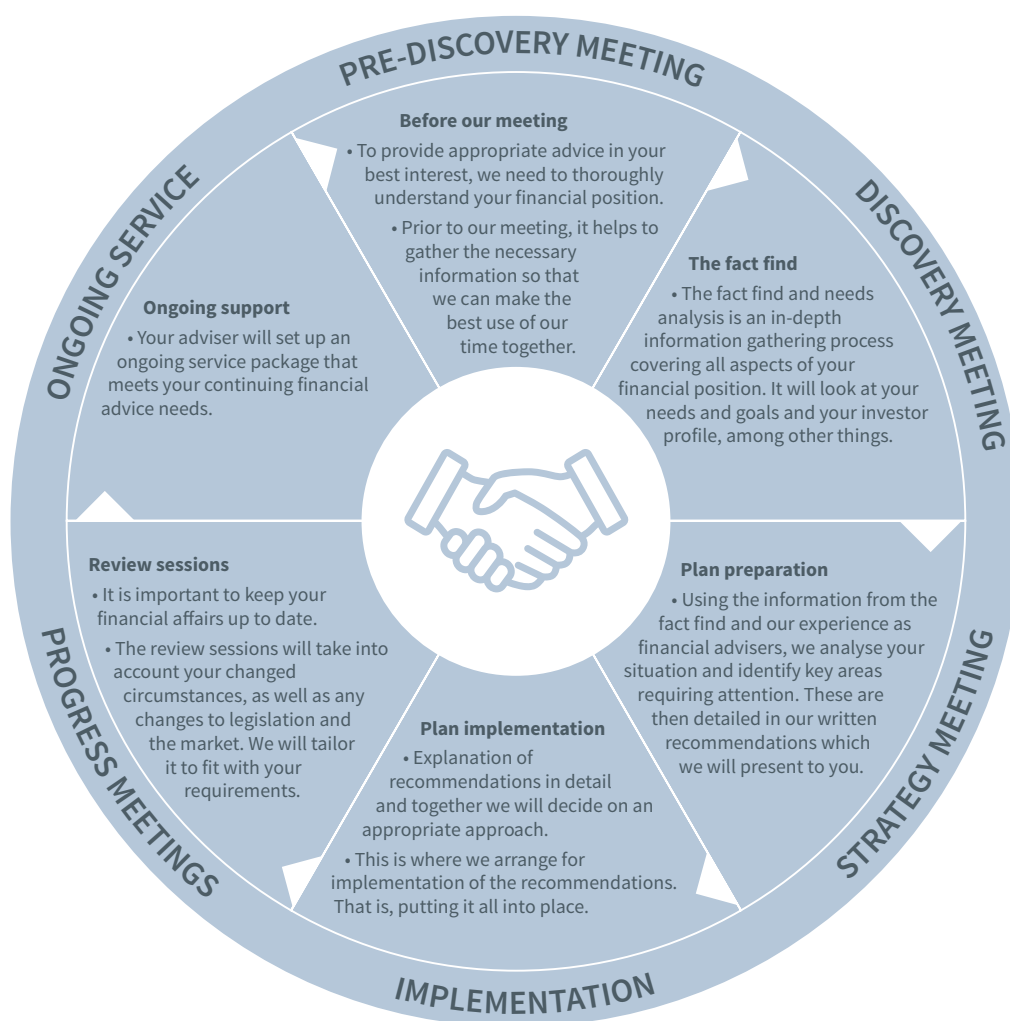 PRE-DISCOVERY MEETING
Before our meeting
• To provide appropriate advice in your
best interest, we need to thoroughly
understand your financial position.
• Prior to our meeting, it helps to
gather the necessary
information so that
we can make the
best use of our
time together.
DISCOVERY MEETING
The fact find
• The fact find and needs
analysis is an in-depth
information gathering process
covering all aspects of your
financial position. It will look at your
needs and goals and your investor
profile, among other things.
STRATEGY MEETING
Plan preparation
• Using the information from the
fact find and our experience as
financial advisers, we analyse your
situation and identify key areas
requiring attention. These are
then detailed in our written
recommendations which
we will present to you.
IMPLEMENTATION
Plan implementation
• Explanation of
recommendations in detail
and together we will decide on an
appropriate approach.
• This is where we arrange for
implementation of the recommendations.
That is, putting it all into place.
PROGRESS MEETINGS
Review sessions
• It is important to keep your
financial affairs up to date.
• The review sessions will take into
account your changed
circumstances, as well as any
changes to legislation and
the market. We will tailor
it to fit with your
requirements.
ONGOING SERVICE
Ongoing support
• Your adviser will set up an
ongoing service package that
meets your continuing financial
advice needs.